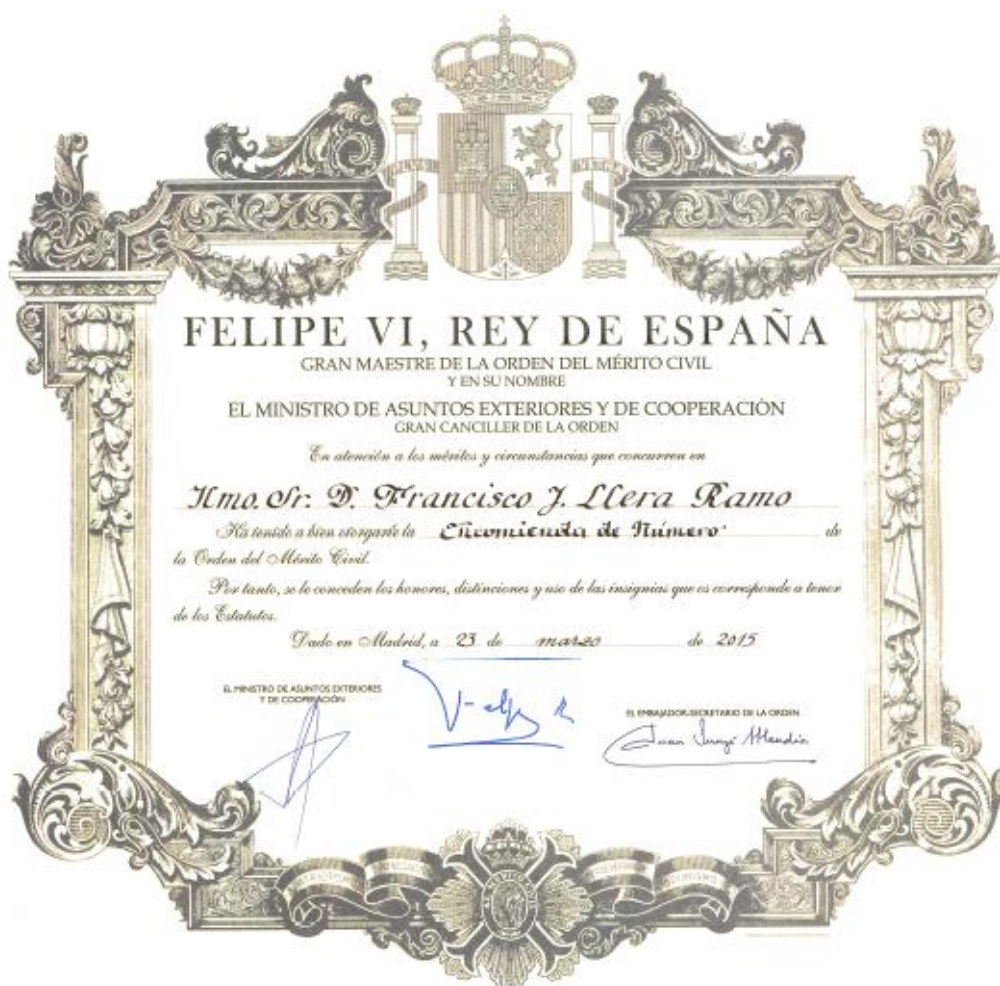 FELIPE VI, REY DE ESPAÑA
GRAN MAESTRE DE LA ORDEN DEL MÉRITO CIVIL
Y EN SU NOMBRE
EL MINISTRO DE ASUNTOS EXTERIORES Y DE COOPERACIÓN
GRAN CANCILLER DE LA ORDEN
En atención a los méritos y circunstancias que concurren en
Ilmo. Sr. D. Francisco J. Llera Ramo
Ha tenido a bien otorgarle la Encomienda de Número de
la Orden del Mérito Civil.
Por tanto, se le conceden los honores, distinciones y uso de las insignias que os corresponde a tenor
de los Estatutos.
Dado en Madrid, a 23 de marzo de 2015
EL MINISTRO DE ASUNTOS EXTERIORES
Y DE COOPERACIÓN
EL EMBAJADOR-SECRETARIO DE LA ORDEN
Juan